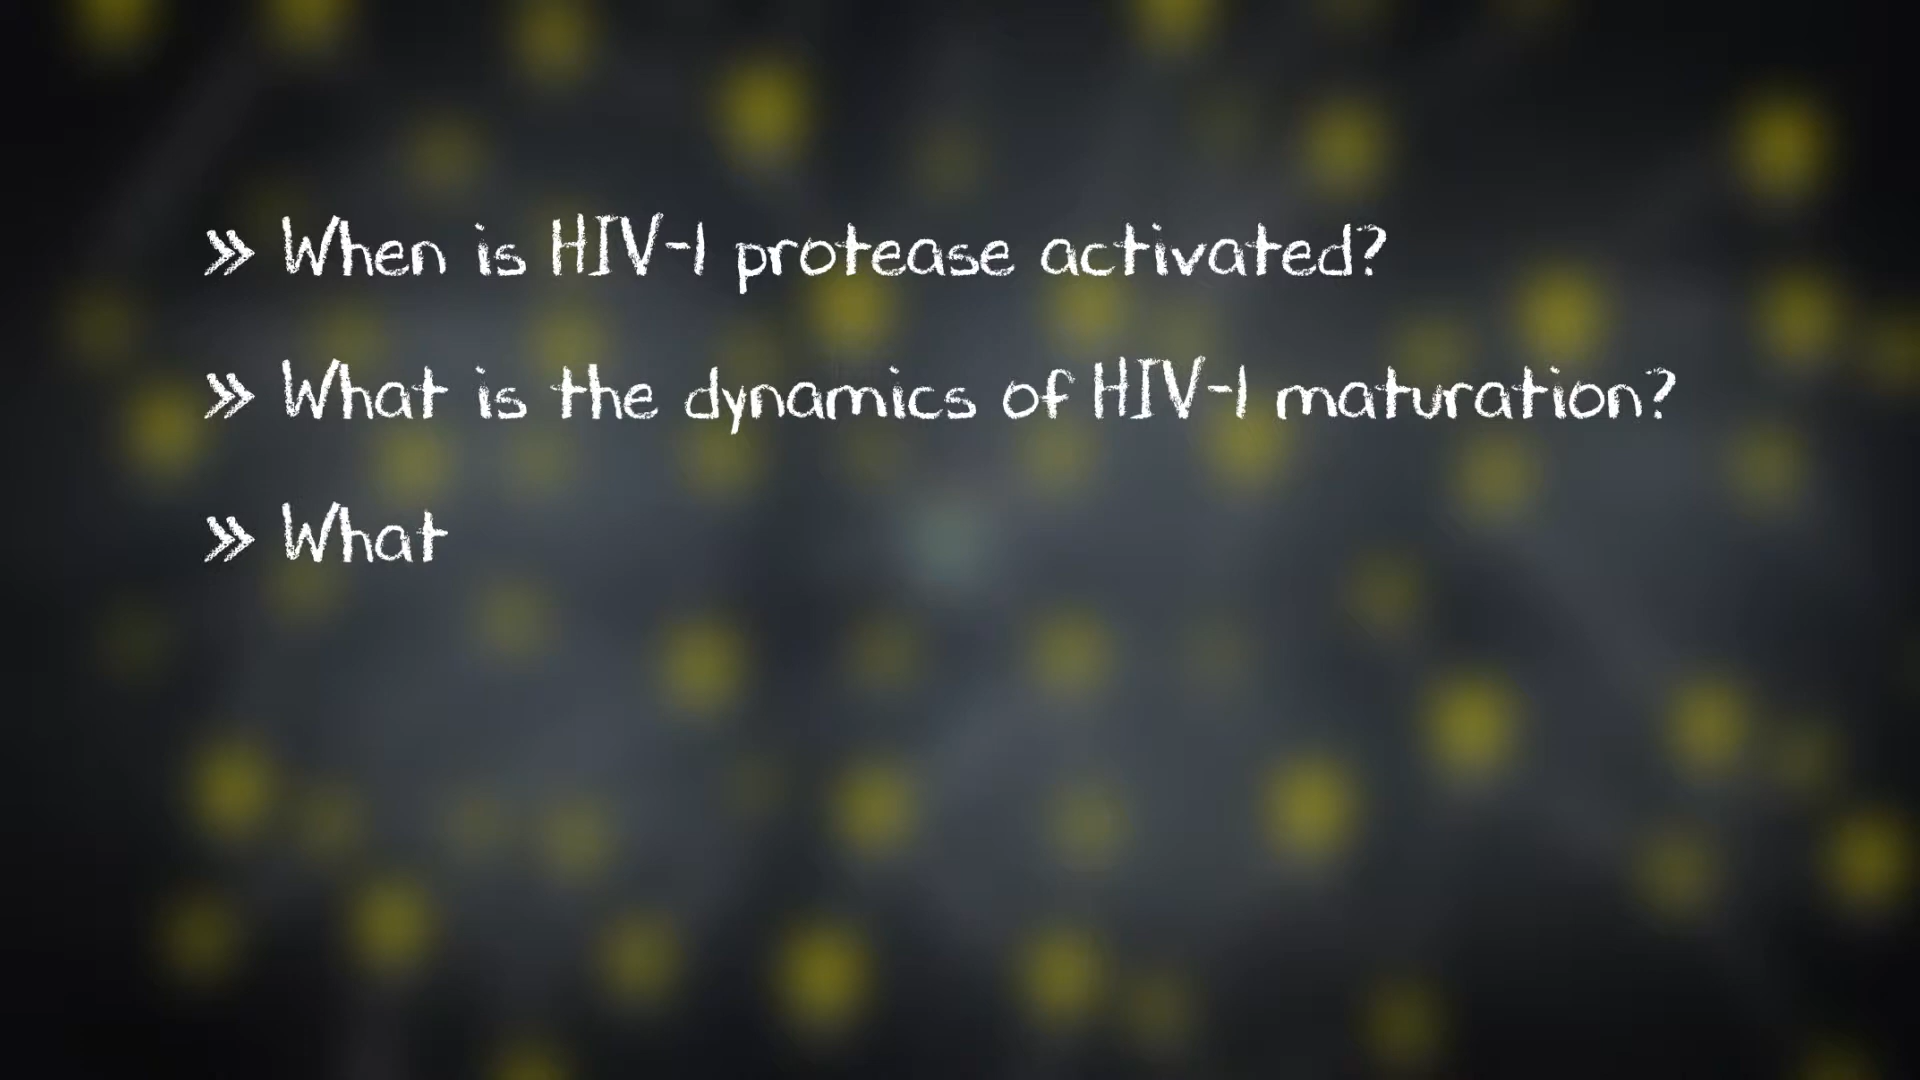 » When is HIV-1 protease activated?
» What is the dynamics of HIV-1 maturation?
» What